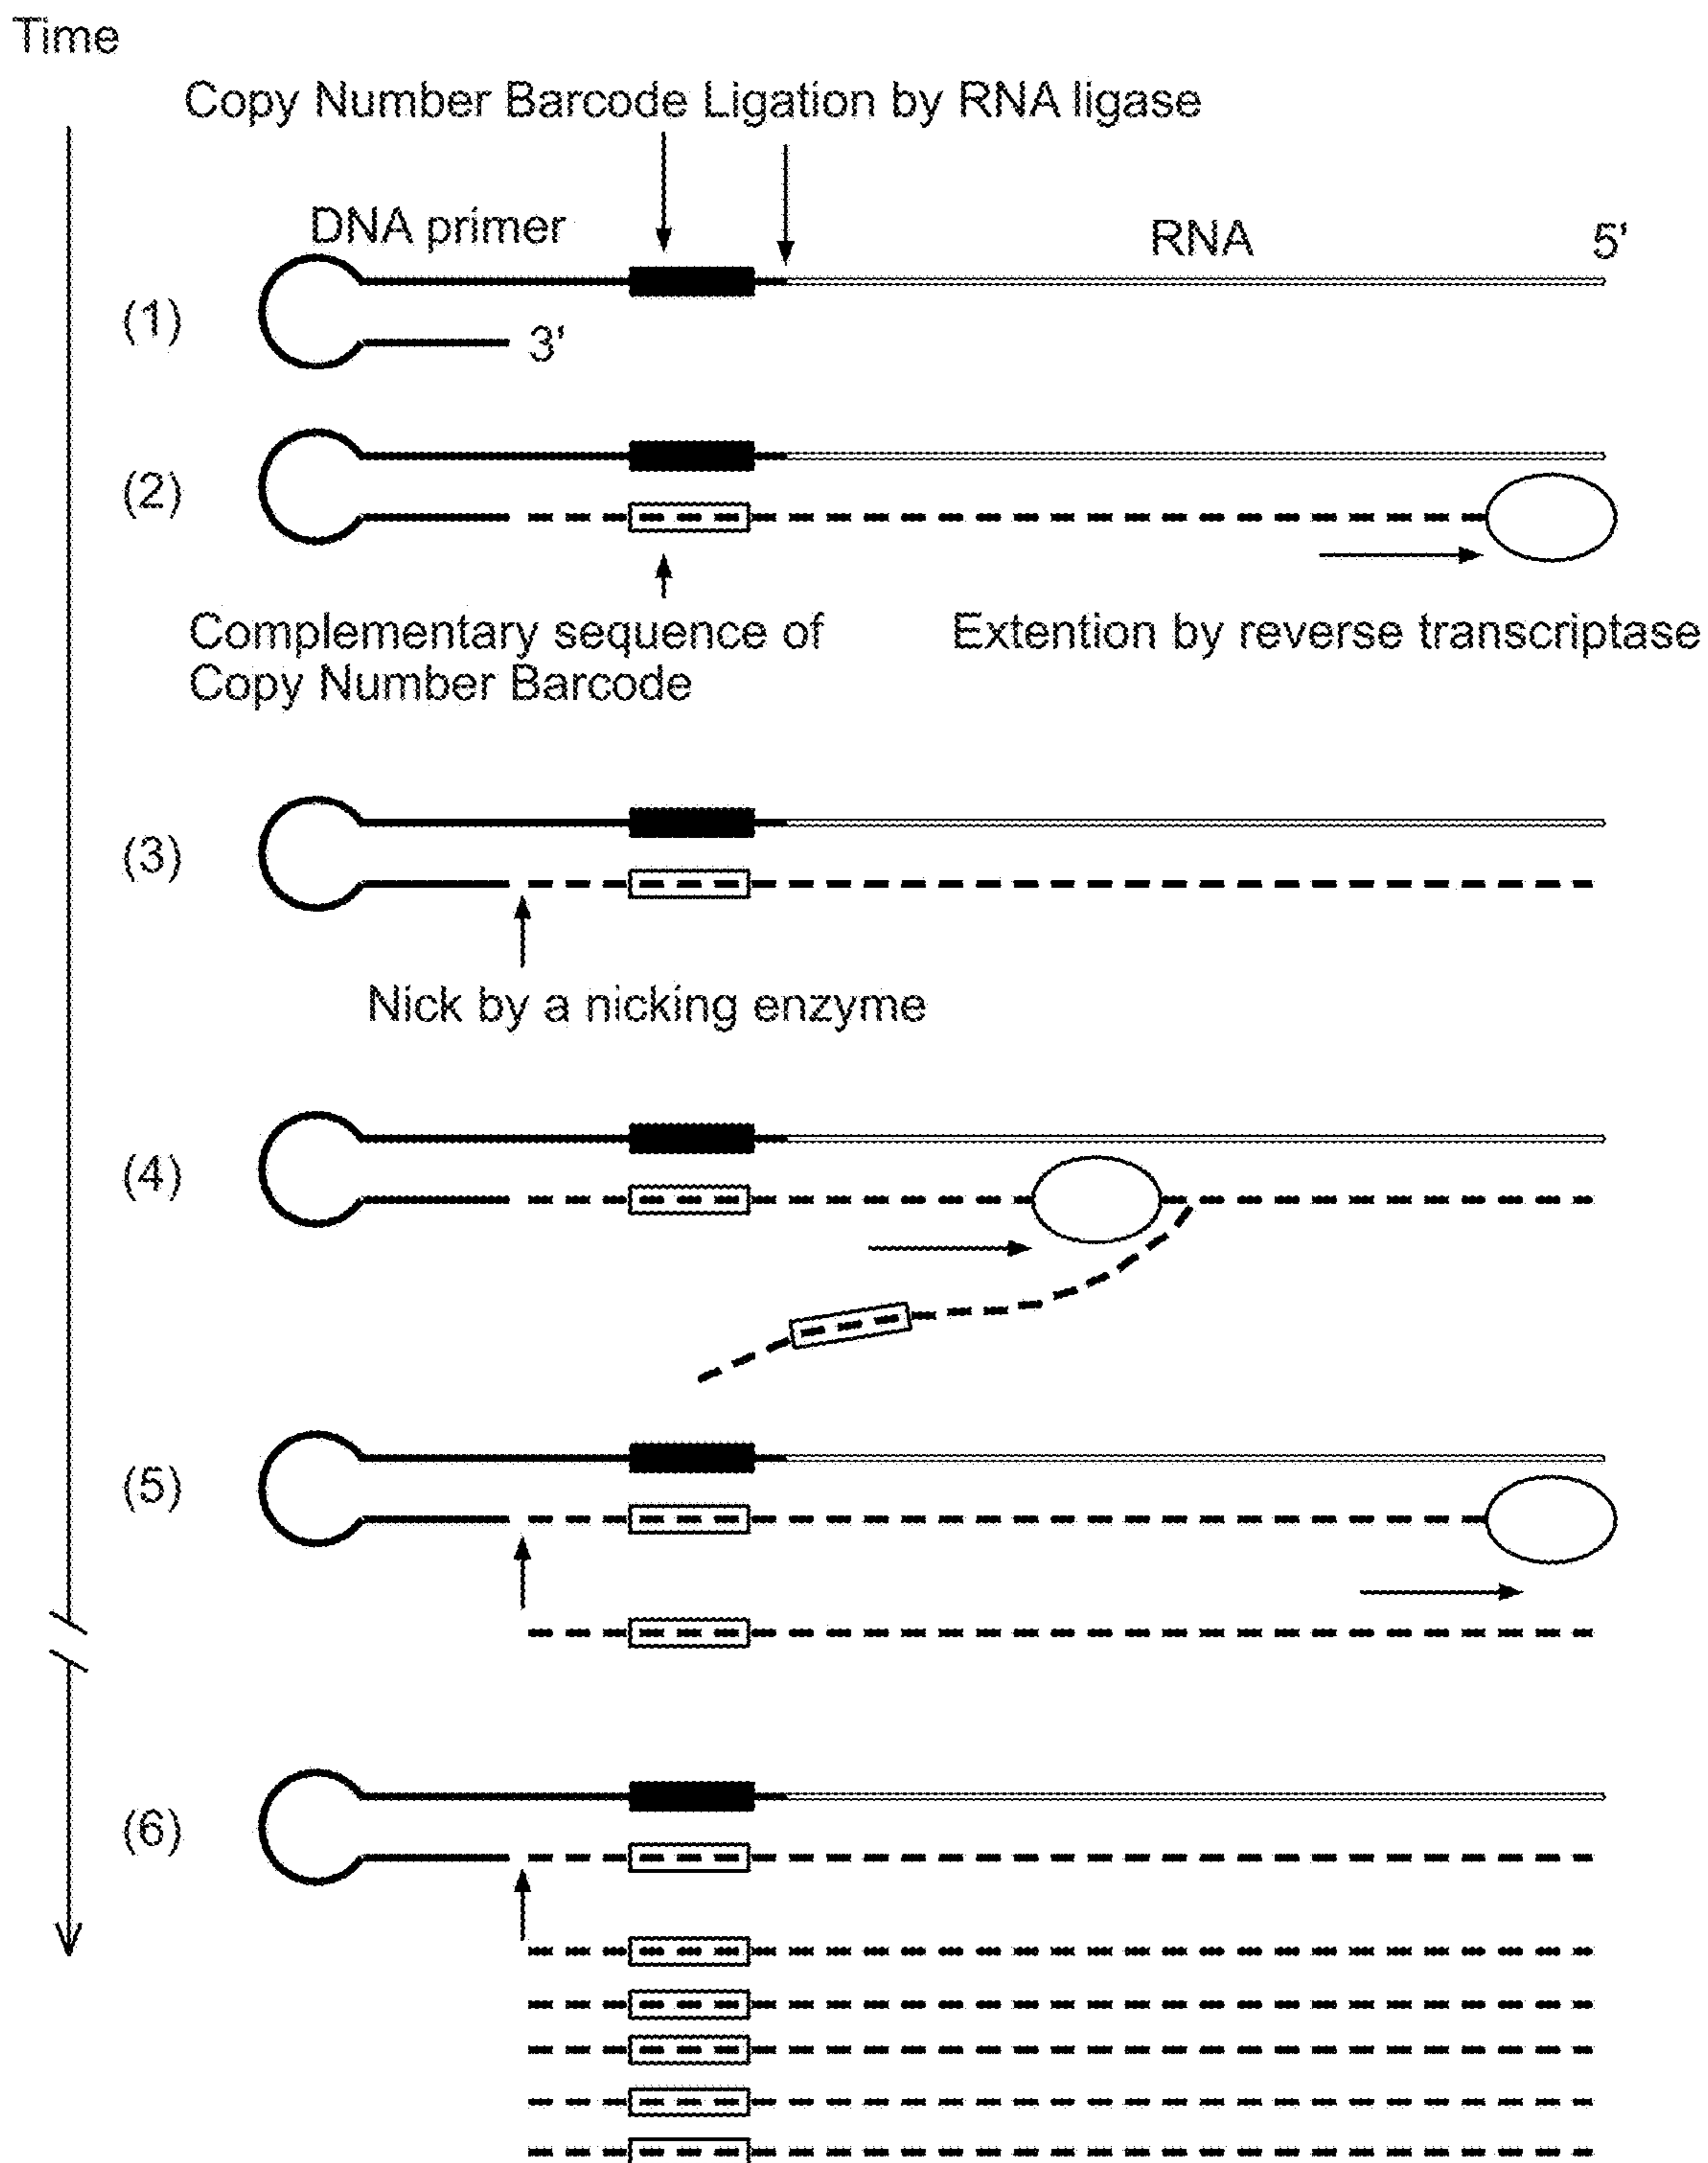 Time
Copy Number Barcode Ligation by RNA ligase
DNA primer
RNA
5'
(1)
3'
(2)
Complementary sequence of
Copy Number Barcode
Extention by reverse transcriptase
(3)
Nick by a nicking enzyme
(4)
(5)
(6)